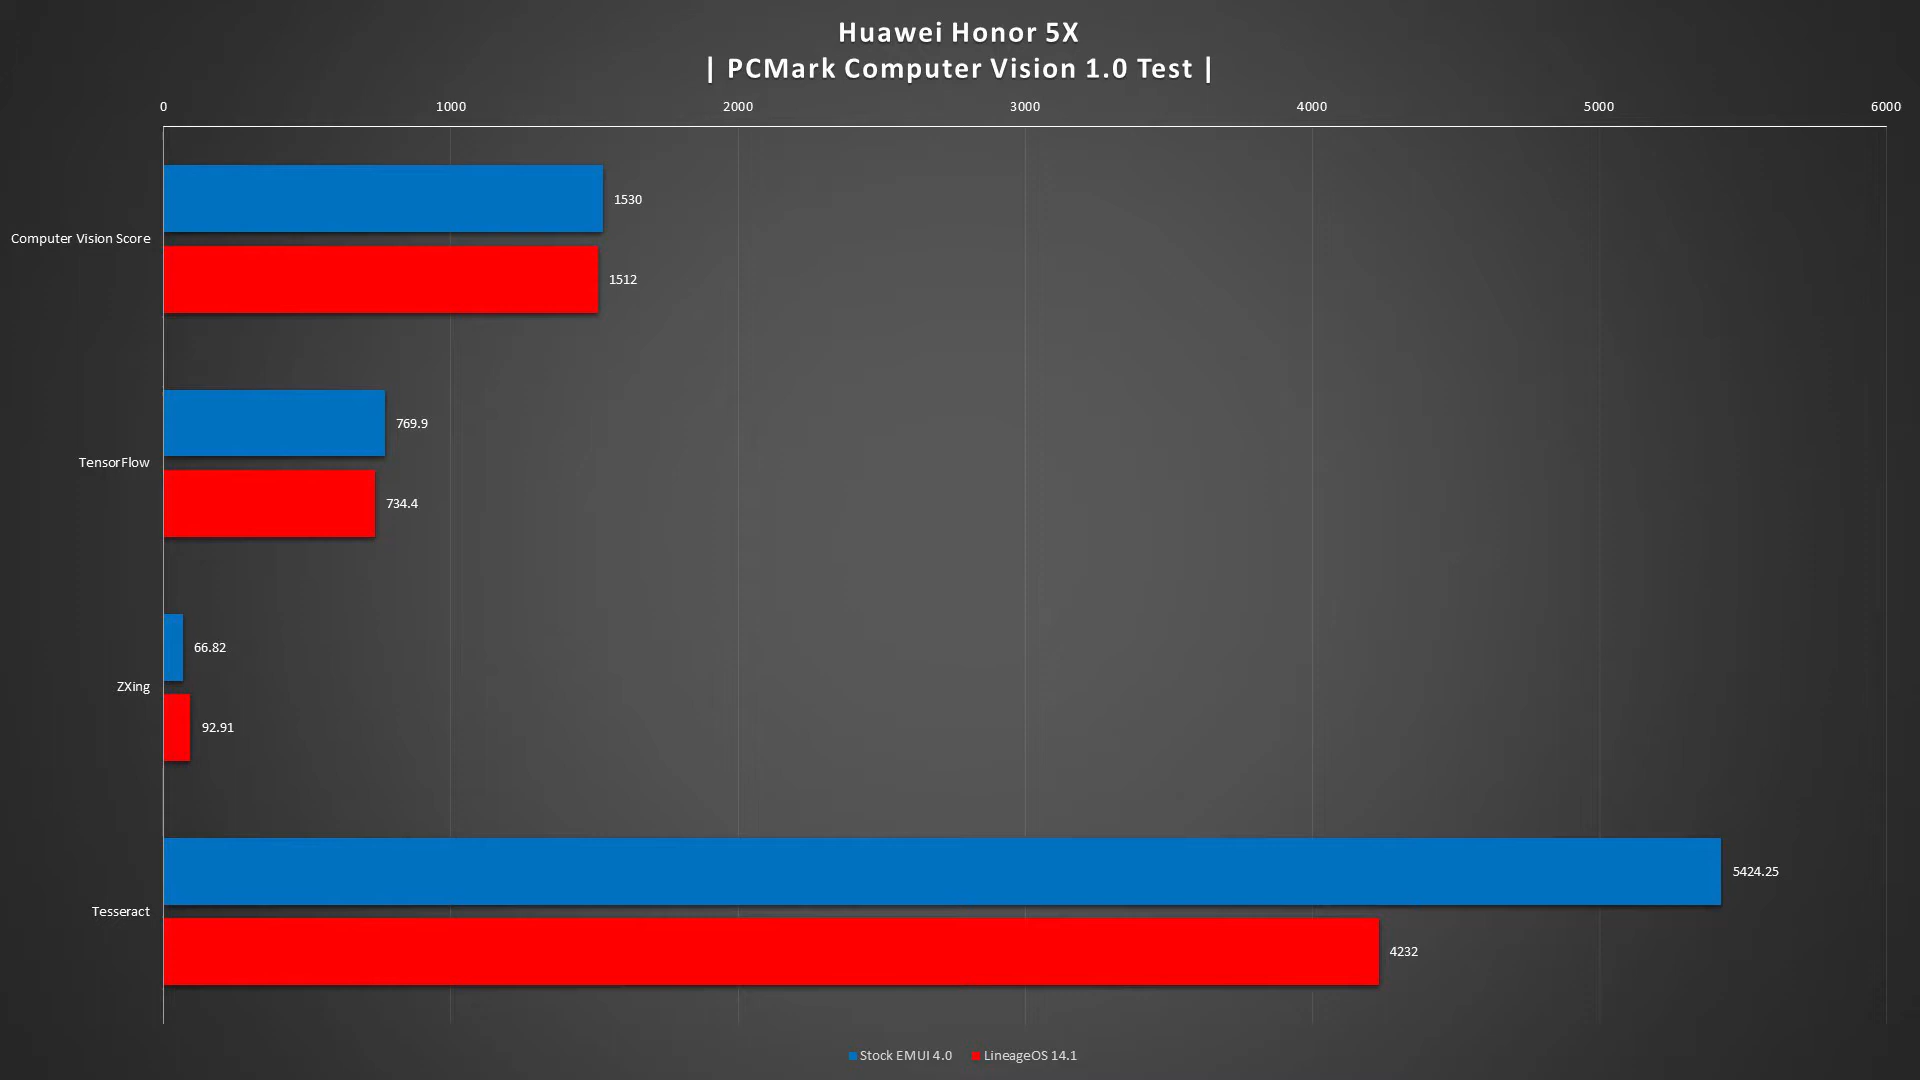 Huawei Honor 5X
| PCMark Computer Vision 1.0 Test |
0 1000 2000 3000 4000 5000 6000
1530
Computer Vision Score
1512
769.9
TensorFlow
734.4
66.82
ZXing
92.91
5424.25
Tesseract
4232
Stock EMUI 4.0 LineageOS 14.1